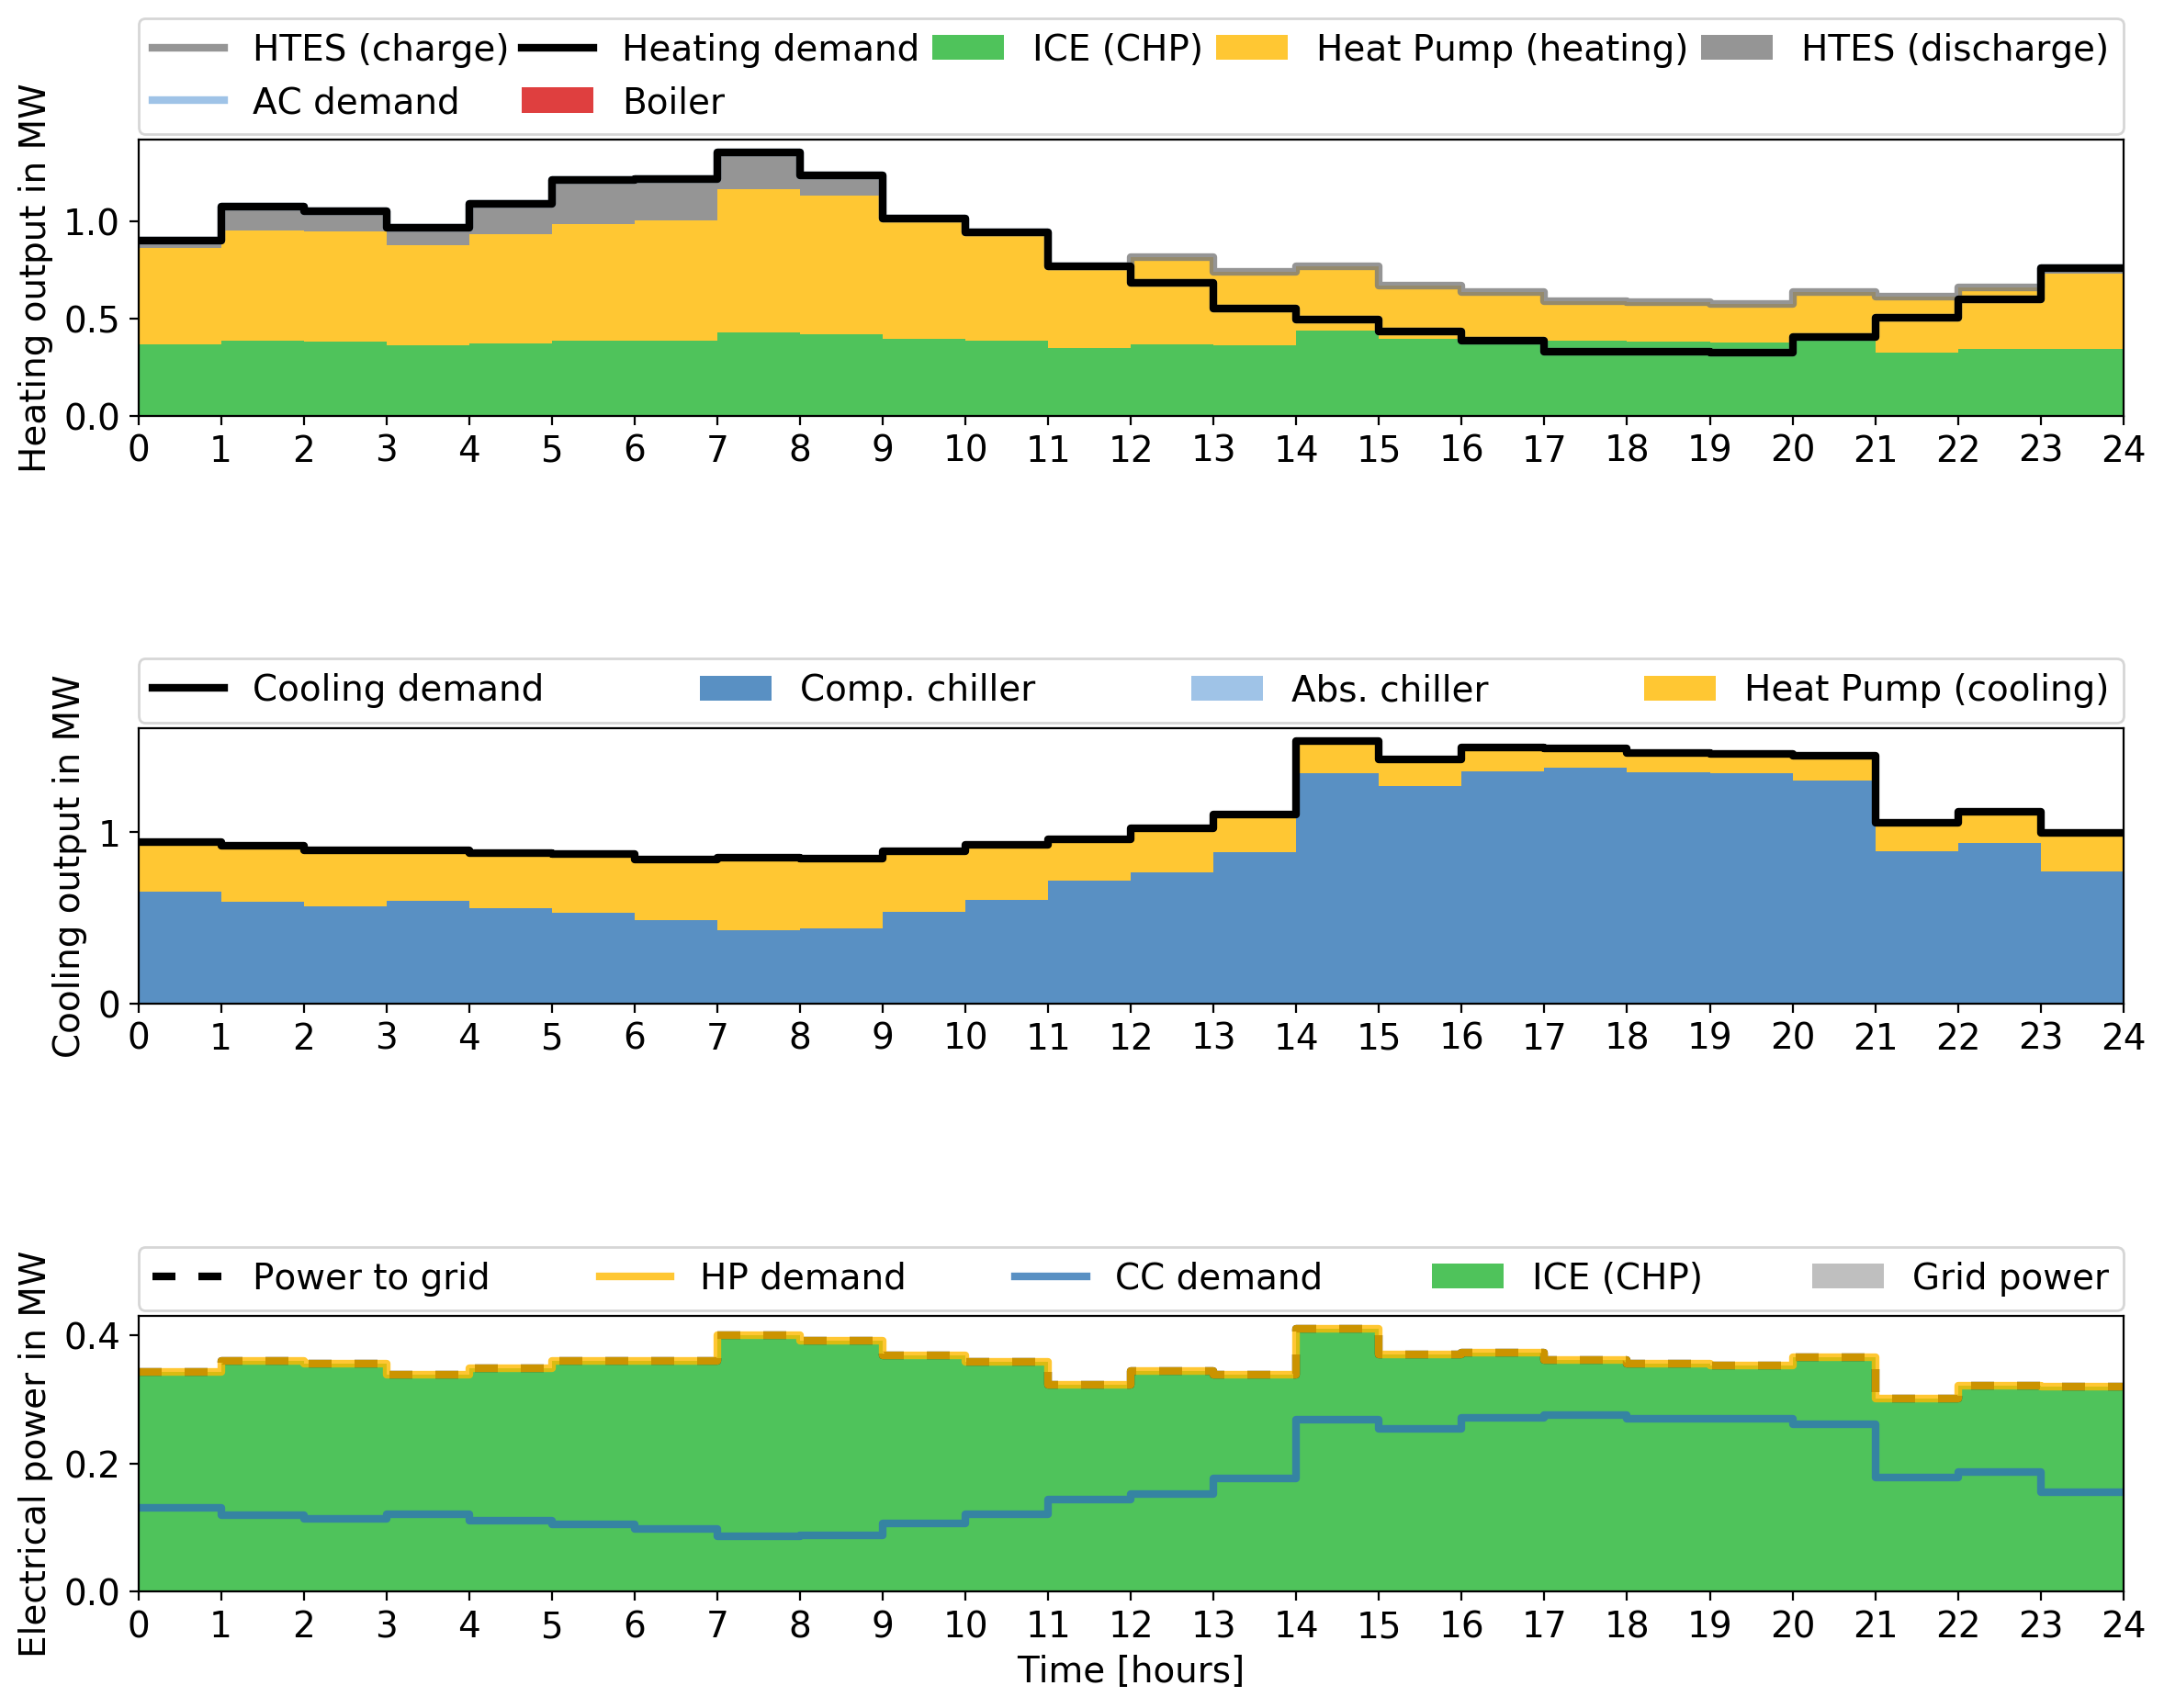 HTES (charge) Heating demand ICE (CHP) Heat Pump (heating) HTES (discharge)
AC demand Boiler
Heating output in MW
1.0
0.5
0.0
0 1 2 3 4 5 6 7 8 9 10 11 12 13 14 15 16 17 18 19 20 21 22 23 24
Cooling demand Comp. chiller Abs. chiller Heat Pump (cooling)
Cooling output in MW
1
0
0 1 2 3 4 5 6 7 8 9 10 11 12 13 14 15 16 17 18 19 20 21 22 23 24
Power to grid HP demand CC demand ICE (CHP) Grid power
Electrical power in MW
0.4
0.2
0.0
0 1 2 3 4 5 6 7 8 9 10 11 12 13 14 15 16 17 18 19 20 21 22 23 24
Time [hours]